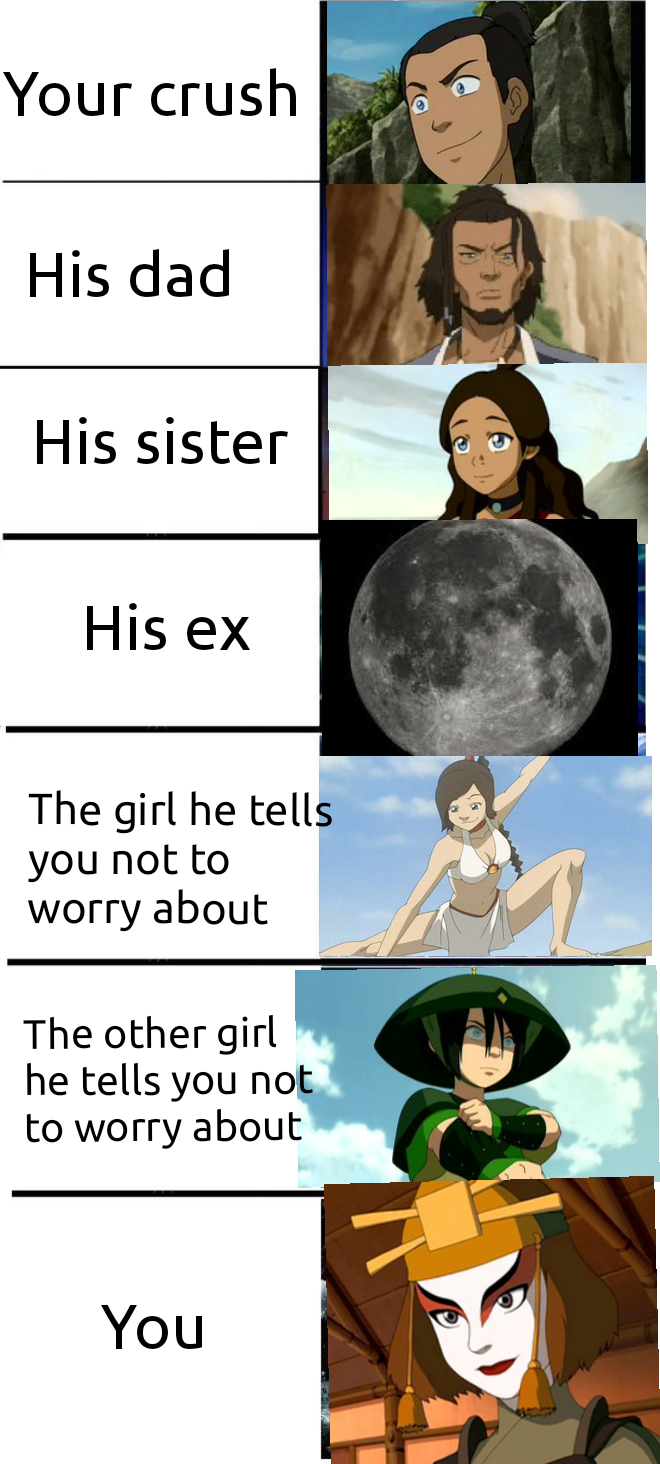 Your crush
His dad
His sister
His ex
The girl he tells
you not to
worry about
The other girl
he tells you not
to worry about
You